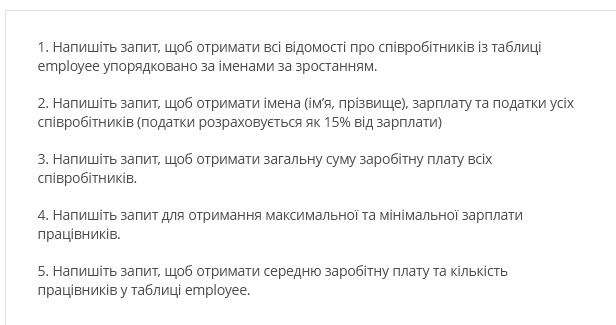 1. Напишіть запит, щоб отримати всі відомості про співробітників із таблиці
employee упорядковано за іменами за зростанням.
2. Напишіть запит, щоб отримати імена (ім'я, прізвище), зарплату та податки усіх
співробітників (податки розраховується як 15% від зарплати)
3. Напишіть запит, щоб отримати загальну суму заробітну плату всіх
співробітників.
4. Напишіть запит для отримання максимальної та мінімальної зарплати
працівників.
5. Напишіть запит, щоб отримати середню заробітну плату та кількість
працівників у таблиці employee.